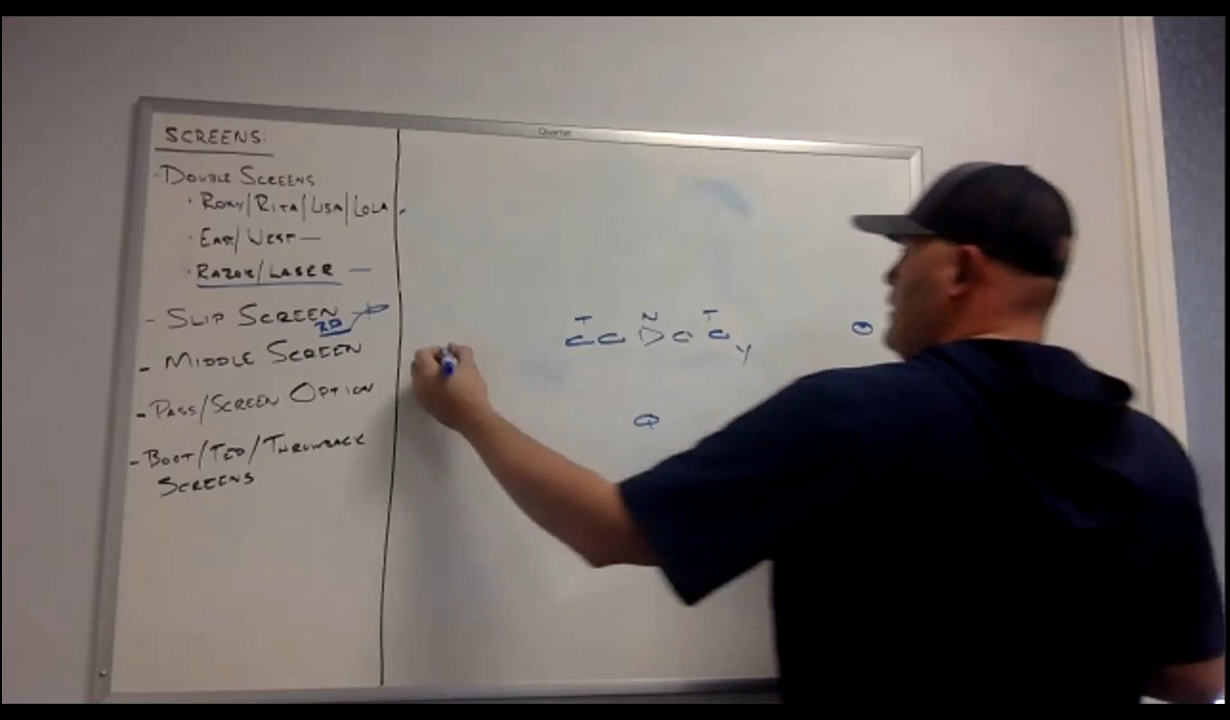 Quartet
SCREENS:
- DOUBLE SCREENS
• ROXY/RITA/LISA/LOLA
• EAST/WEST —
• RAZOR/LASER —
- SLIP SCREEN
- MIDDLE SCREEN
- PASS/SCREEN OPTION
- BOOT/TED/THROWBACK
SCREENS
T N T
Y
Q